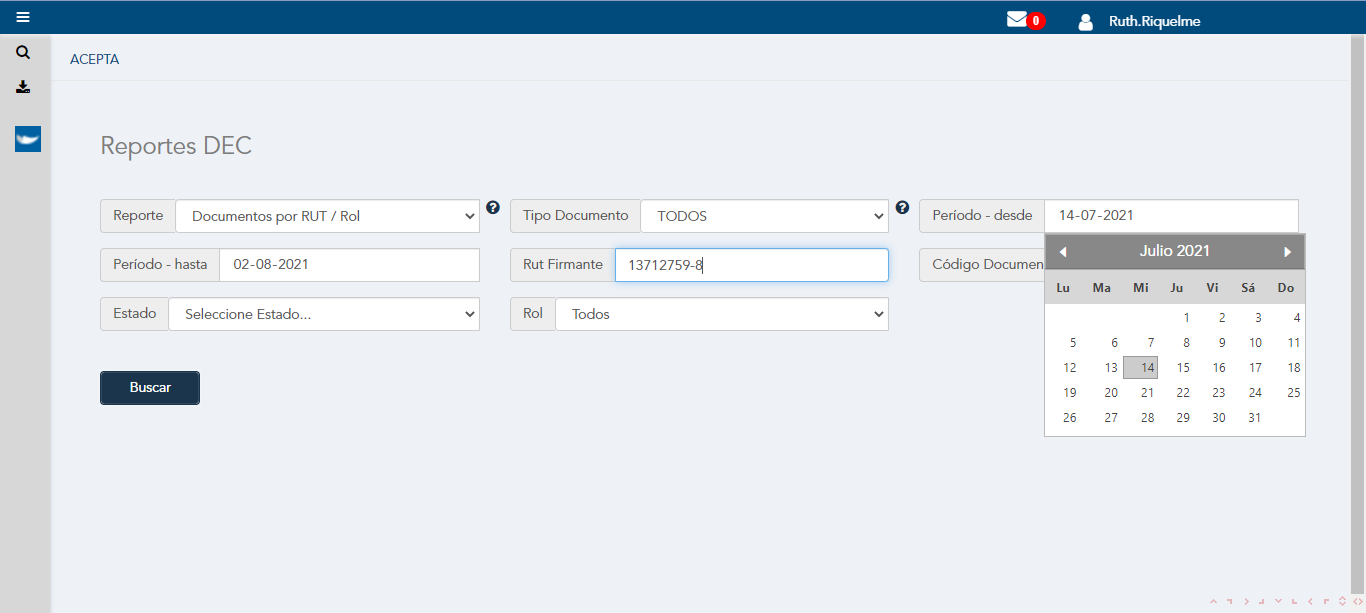 0 Ruth.Riquelme
ACEPTA
Reportes DEC
Reporte Documentos por RUT / Rol ? Tipo Documento TODOS ? Período - desde 14-07-2021
Período - hasta 02-08-2021 Rut Firmante 13712759-8 Código Documen
Estado Seleccione Estado... Rol Todos
Buscar
Julio 2021
Lu Ma Mi Ju Vi Sá Do
1 2 3 4
5 6 7 8 9 10 11
12 13 14 15 16 17 18
19 20 21 22 23 24 25
26 27 28 29 30 31